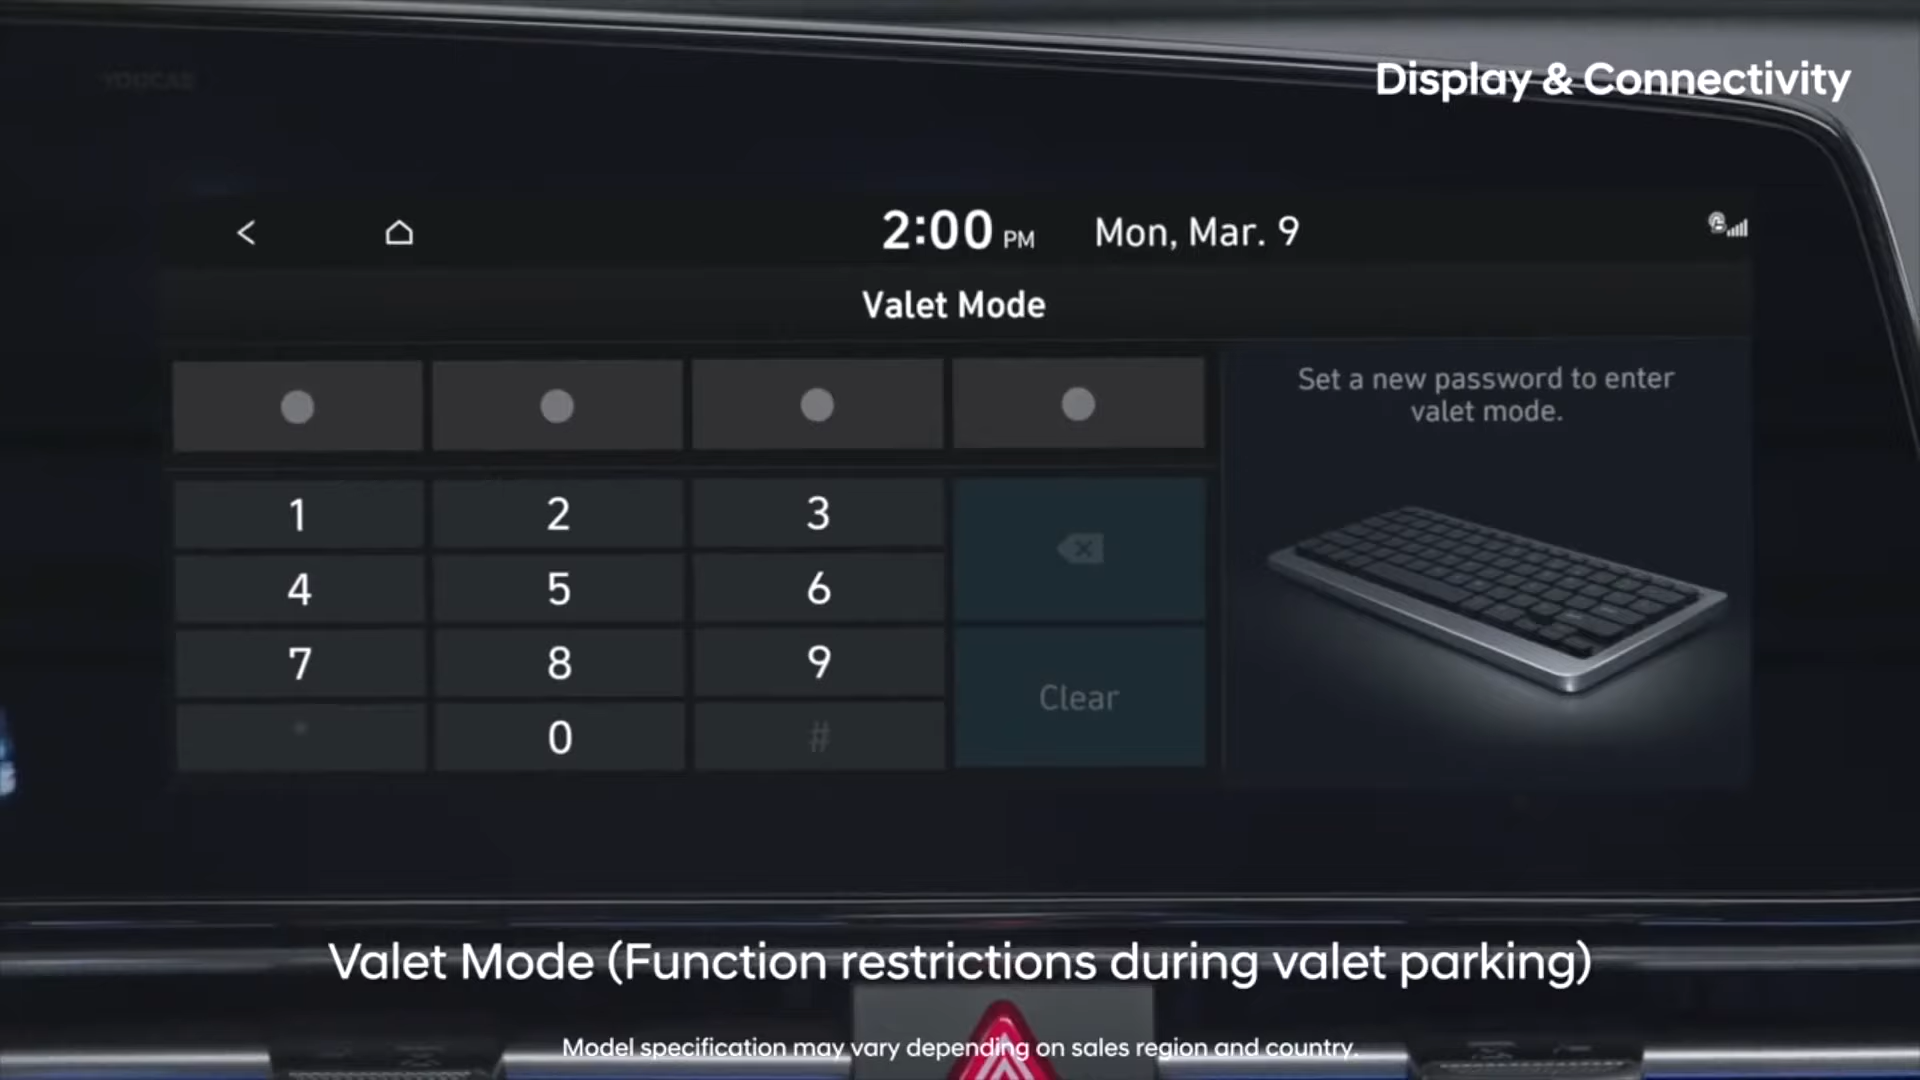 Display & Connectivity
2:00 PM Mon, Mar. 9
Valet Mode
Set a new password to enter
valet mode.
1 2 3
4 5 6
7 8 9
Clear
* 0 #
Valet Mode (Function restrictions during valet parking)
Model specification may vary depending on sales region and country.